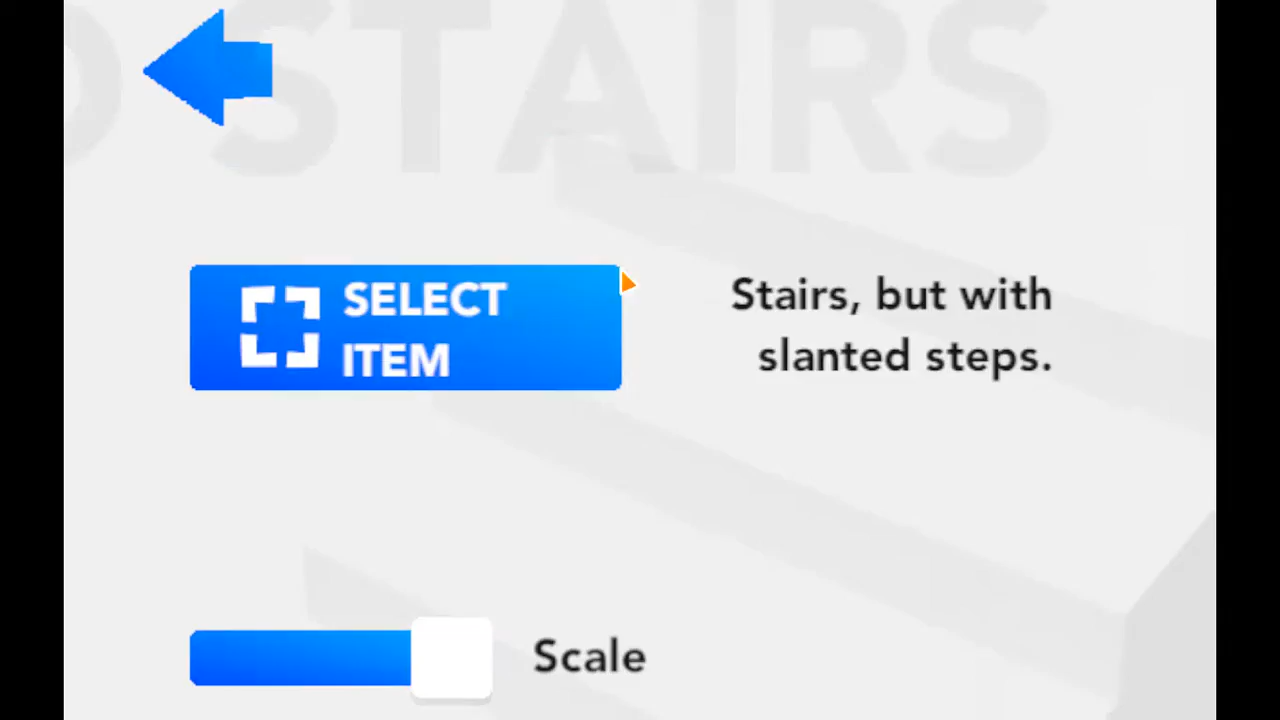 STAIRS
SELECT
ITEM
Stairs, but with
slanted steps.
Scale